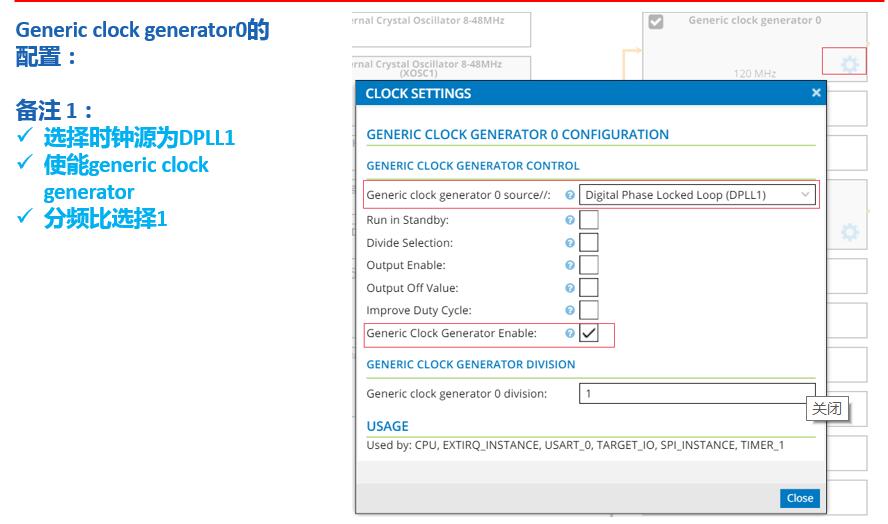 Generic clock generator0的
配置：
备注 1：
✓ 选择时钟源为DPLL1
✓ 使能generic clock
generator
✓ 分频比选择1
ernal Crystal Oscillator 8-48MHz
ernal Crystal Oscillator 8-48MHz
(XOSC1)
Generic clock generator 0
120 MHz
CLOCK SETTINGS
GENERIC CLOCK GENERATOR 0 CONFIGURATION
GENERIC CLOCK GENERATOR CONTROL
Generic clock generator 0 source//: Digital Phase Locked Loop (DPLL1)
Run in Standby:
Divide Selection:
Output Enable:
Output Off Value:
Improve Duty Cycle:
Generic Clock Generator Enable:
GENERIC CLOCK GENERATOR DIVISION
Generic clock generator 0 division: 1
关闭
USAGE
Used by: CPU, EXTIRQ_INSTANCE, USART_0, TARGET_IO, SPI_INSTANCE, TIMER_1
Close